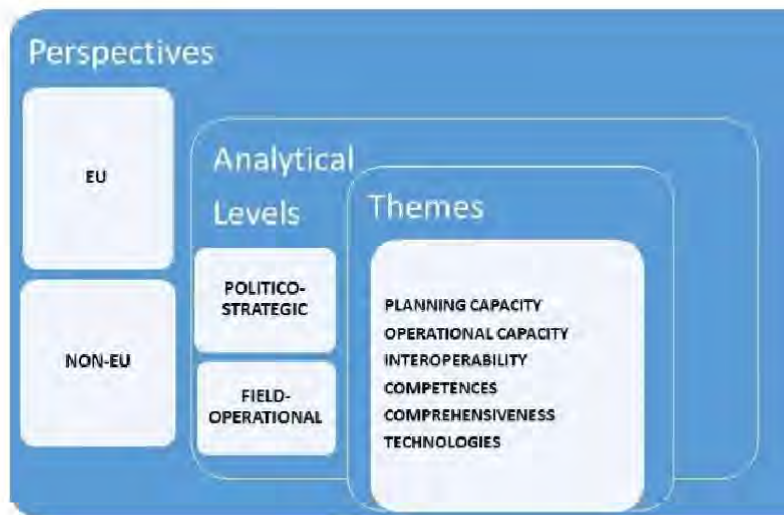 Perspectives
EU
NON-EU
Analytical
Levels
POLITICO-
STRATEGIC
FIELD-
OPERATIONAL
Themes
PLANNING CAPACITY
OPERATIONAL CAPACITY
INTEROPERABILITY
COMPETENCES
COMPREHENSIVENESS
TECHNOLOGIES